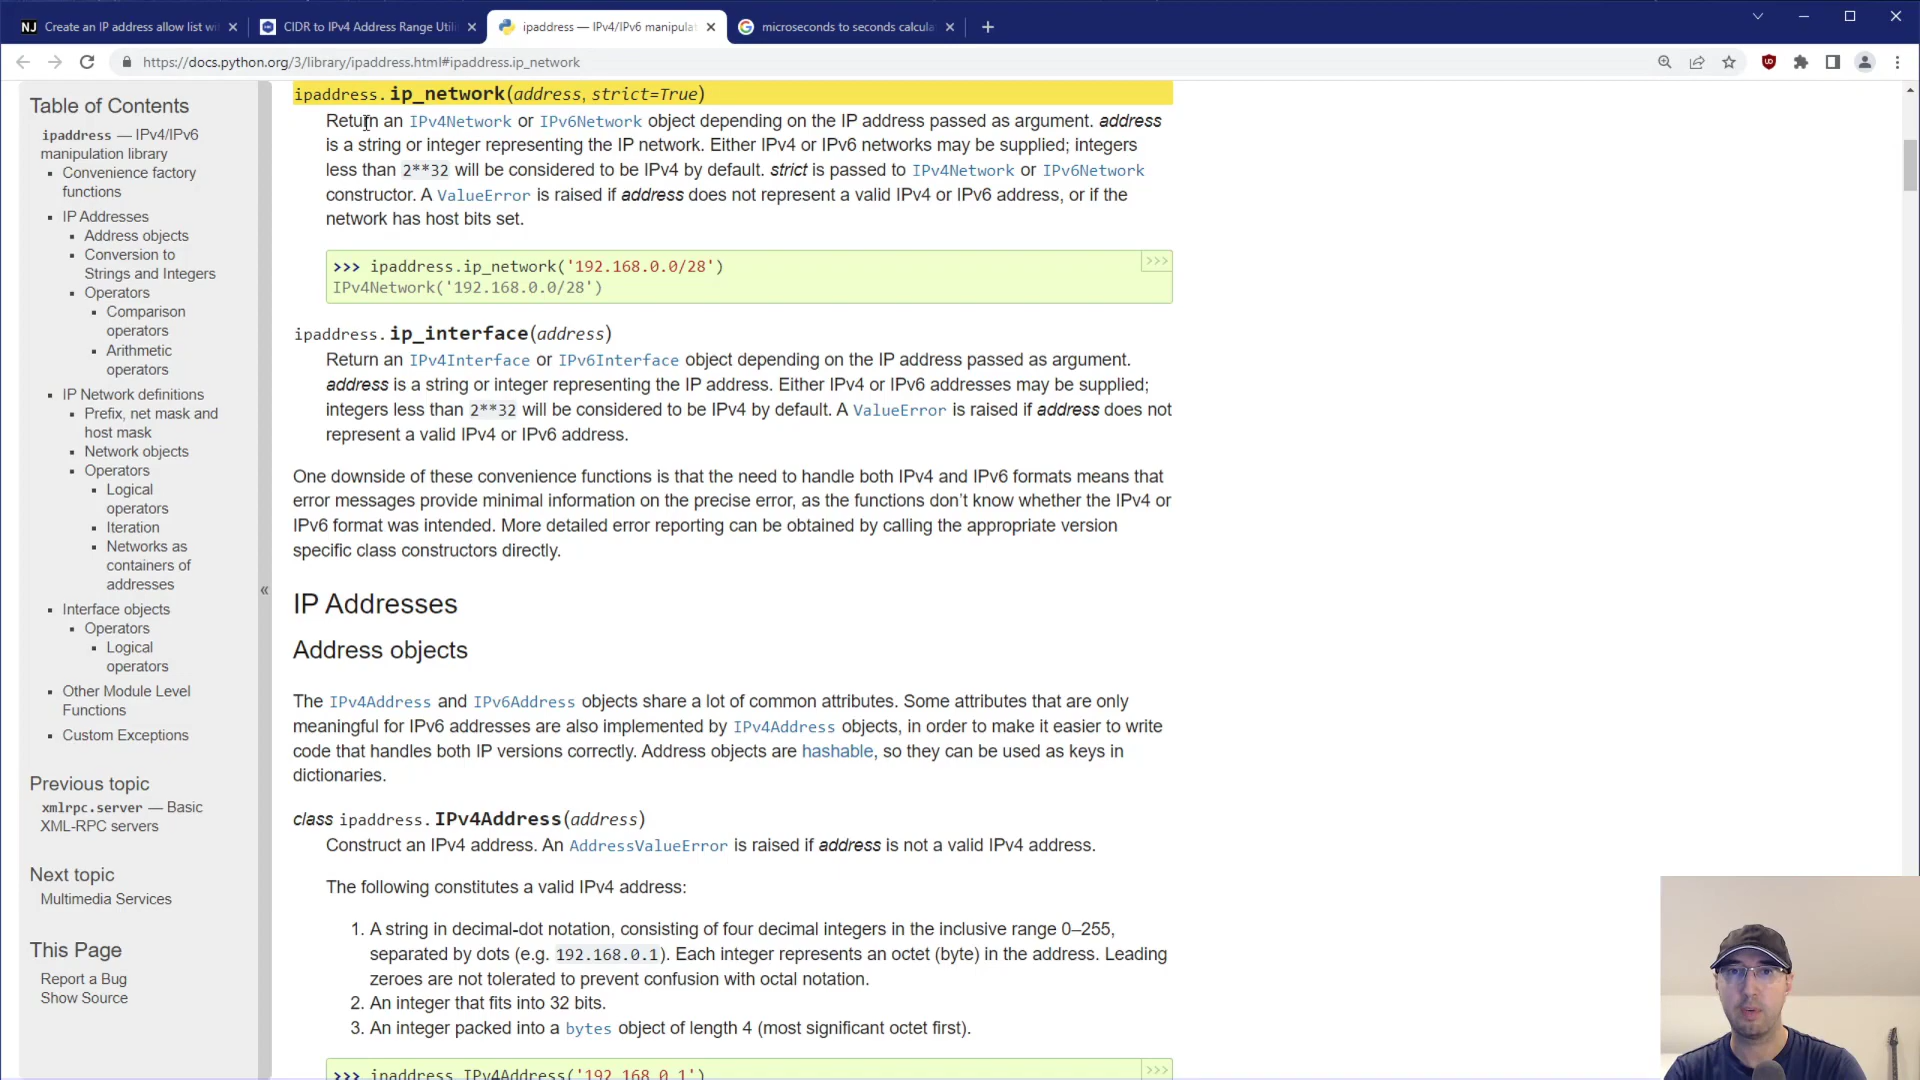 NJ Create an IP address allow list wi
CIDR to IPv4 Address Range Utili
ipaddress — IPv4/IPv6 manipulat
microseconds to seconds calcula
https://docs.python.org/3/library/ipaddress.html#ipaddress.ip_network
Table of Contents
ipaddress — IPv4/IPv6
manipulation library
Convenience factory
functions
IP Addresses
Address objects
Conversion to
Strings and Integers
Operators
Comparison
operators
Arithmetic
operators
IP Network definitions
Prefix, net mask and
host mask
Network objects
Operators
Logical
operators
Iteration
Networks as
containers of
addresses
Interface objects
Operators
Logical
operators
Other Module Level
Functions
Custom Exceptions
Previous topic
xmlrpc.server — Basic
XML-RPC servers
Next topic
Multimedia Services
This Page
Report a Bug
Show Source
«
ipaddress.ip_network(address, strict=True)
Return an IPv4Network or IPv6Network object depending on the IP address passed as argument. address
is a string or integer representing the IP network. Either IPv4 or IPv6 networks may be supplied; integers
less than 2**32 will be considered to be IPv4 by default. strict is passed to IPv4Network or IPv6Network
constructor. A ValueError is raised if address does not represent a valid IPv4 or IPv6 address, or if the
network has host bits set.
>>> ipaddress.ip_network('192.168.0.0/28') >>>
IPv4Network('192.168.0.0/28')
ipaddress.ip_interface(address)
Return an IPv4Interface or IPv6Interface object depending on the IP address passed as argument.
address is a string or integer representing the IP address. Either IPv4 or IPv6 addresses may be supplied;
integers less than 2**32 will be considered to be IPv4 by default. A ValueError is raised if address does not
represent a valid IPv4 or IPv6 address.
One downside of these convenience functions is that the need to handle both IPv4 and IPv6 formats means that
error messages provide minimal information on the precise error, as the functions don’t know whether the IPv4 or
IPv6 format was intended. More detailed error reporting can be obtained by calling the appropriate version
specific class constructors directly.
IP Addresses
Address objects
The IPv4Address and IPv6Address objects share a lot of common attributes. Some attributes that are only
meaningful for IPv6 addresses are also implemented by IPv4Address objects, in order to make it easier to write
code that handles both IP versions correctly. Address objects are hashable, so they can be used as keys in
dictionaries.
class ipaddress.IPv4Address(address)
Construct an IPv4 address. An AddressValueError is raised if address is not a valid IPv4 address.
The following constitutes a valid IPv4 address:
1. A string in decimal-dot notation, consisting of four decimal integers in the inclusive range 0–255,
separated by dots (e.g. 192.168.0.1). Each integer represents an octet (byte) in the address. Leading
zeroes are not tolerated to prevent confusion with octal notation.
2. An integer that fits into 32 bits.
3. An integer packed into a bytes object of length 4 (most significant octet first).
>>> ipaddress.IPv4Address('192.168.0.1') >>>